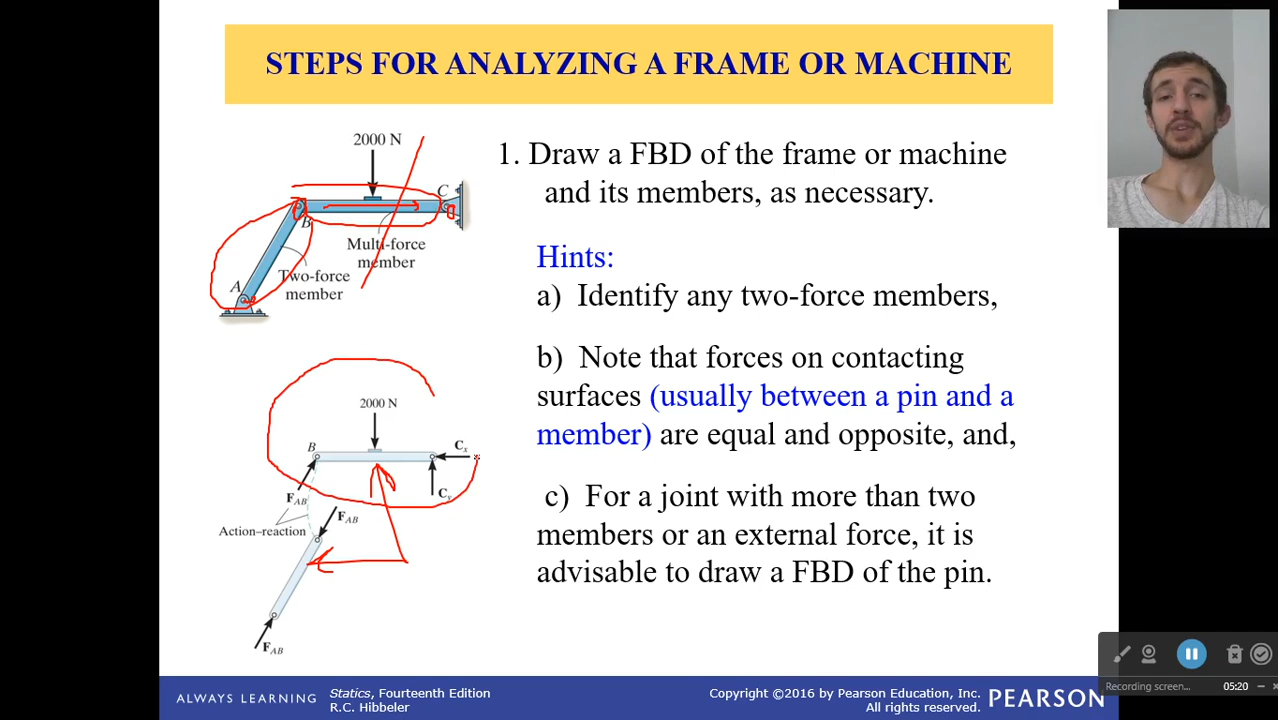 STEPS FOR ANALYZING A FRAME OR MACHINE
2000 N
C
B
Multi-force
member
A
Two-force
member
2000 N
B
Cx
Cy
FAB
FAB
Action–reaction
FAB
1. Draw a FBD of the frame or machine
and its members, as necessary.
Hints:
a) Identify any two-force members,
b) Note that forces on contacting
surfaces (usually between a pin and a
member) are equal and opposite, and,
c) For a joint with more than two
members or an external force, it is
advisable to draw a FBD of the pin.
ALWAYS LEARNING
Statics, Fourteenth Edition
R.C. Hibbeler
Copyright ©2016 by Pearson Education, Inc.
All rights reserved.
PEARSON
Recording screen...
05:20